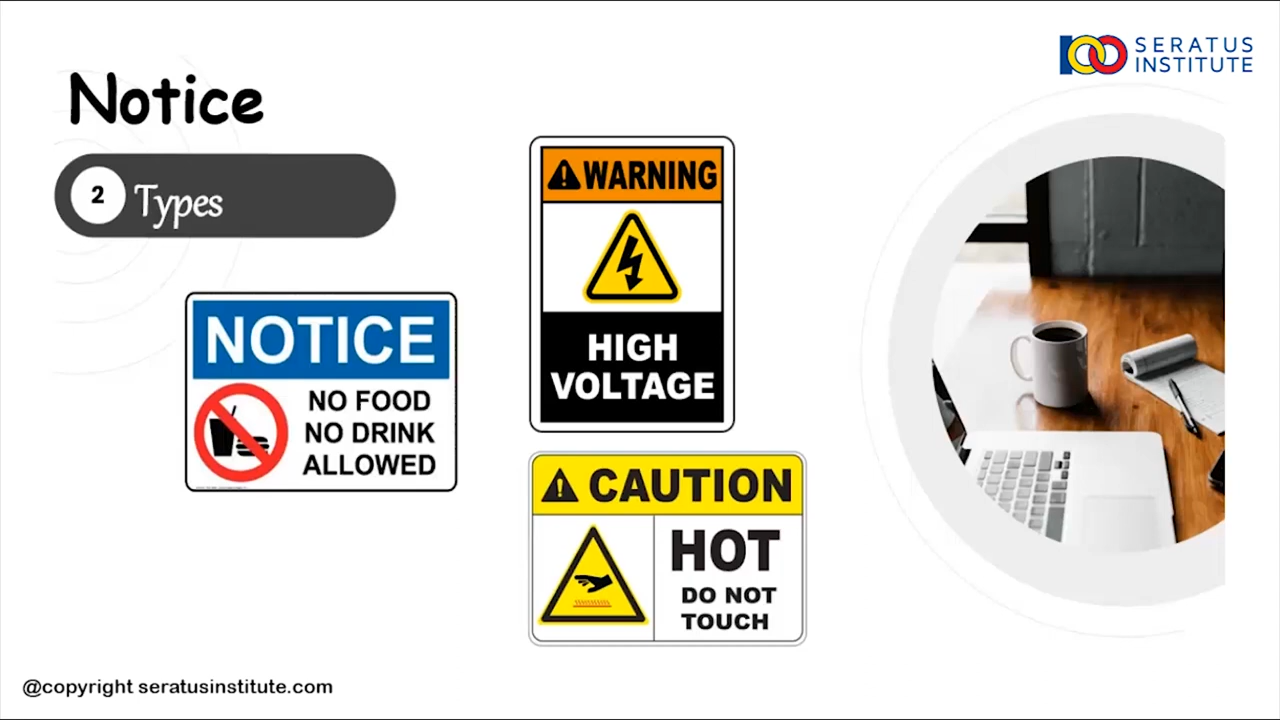 SERATUS
INSTITUTE
Notice
2 Types
WARNING
HIGH
VOLTAGE
NOTICE
NO FOOD
NO DRINK
ALLOWED
CAUTION
HOT
DO NOT
TOUCH
@copyright seratusinstitute.com